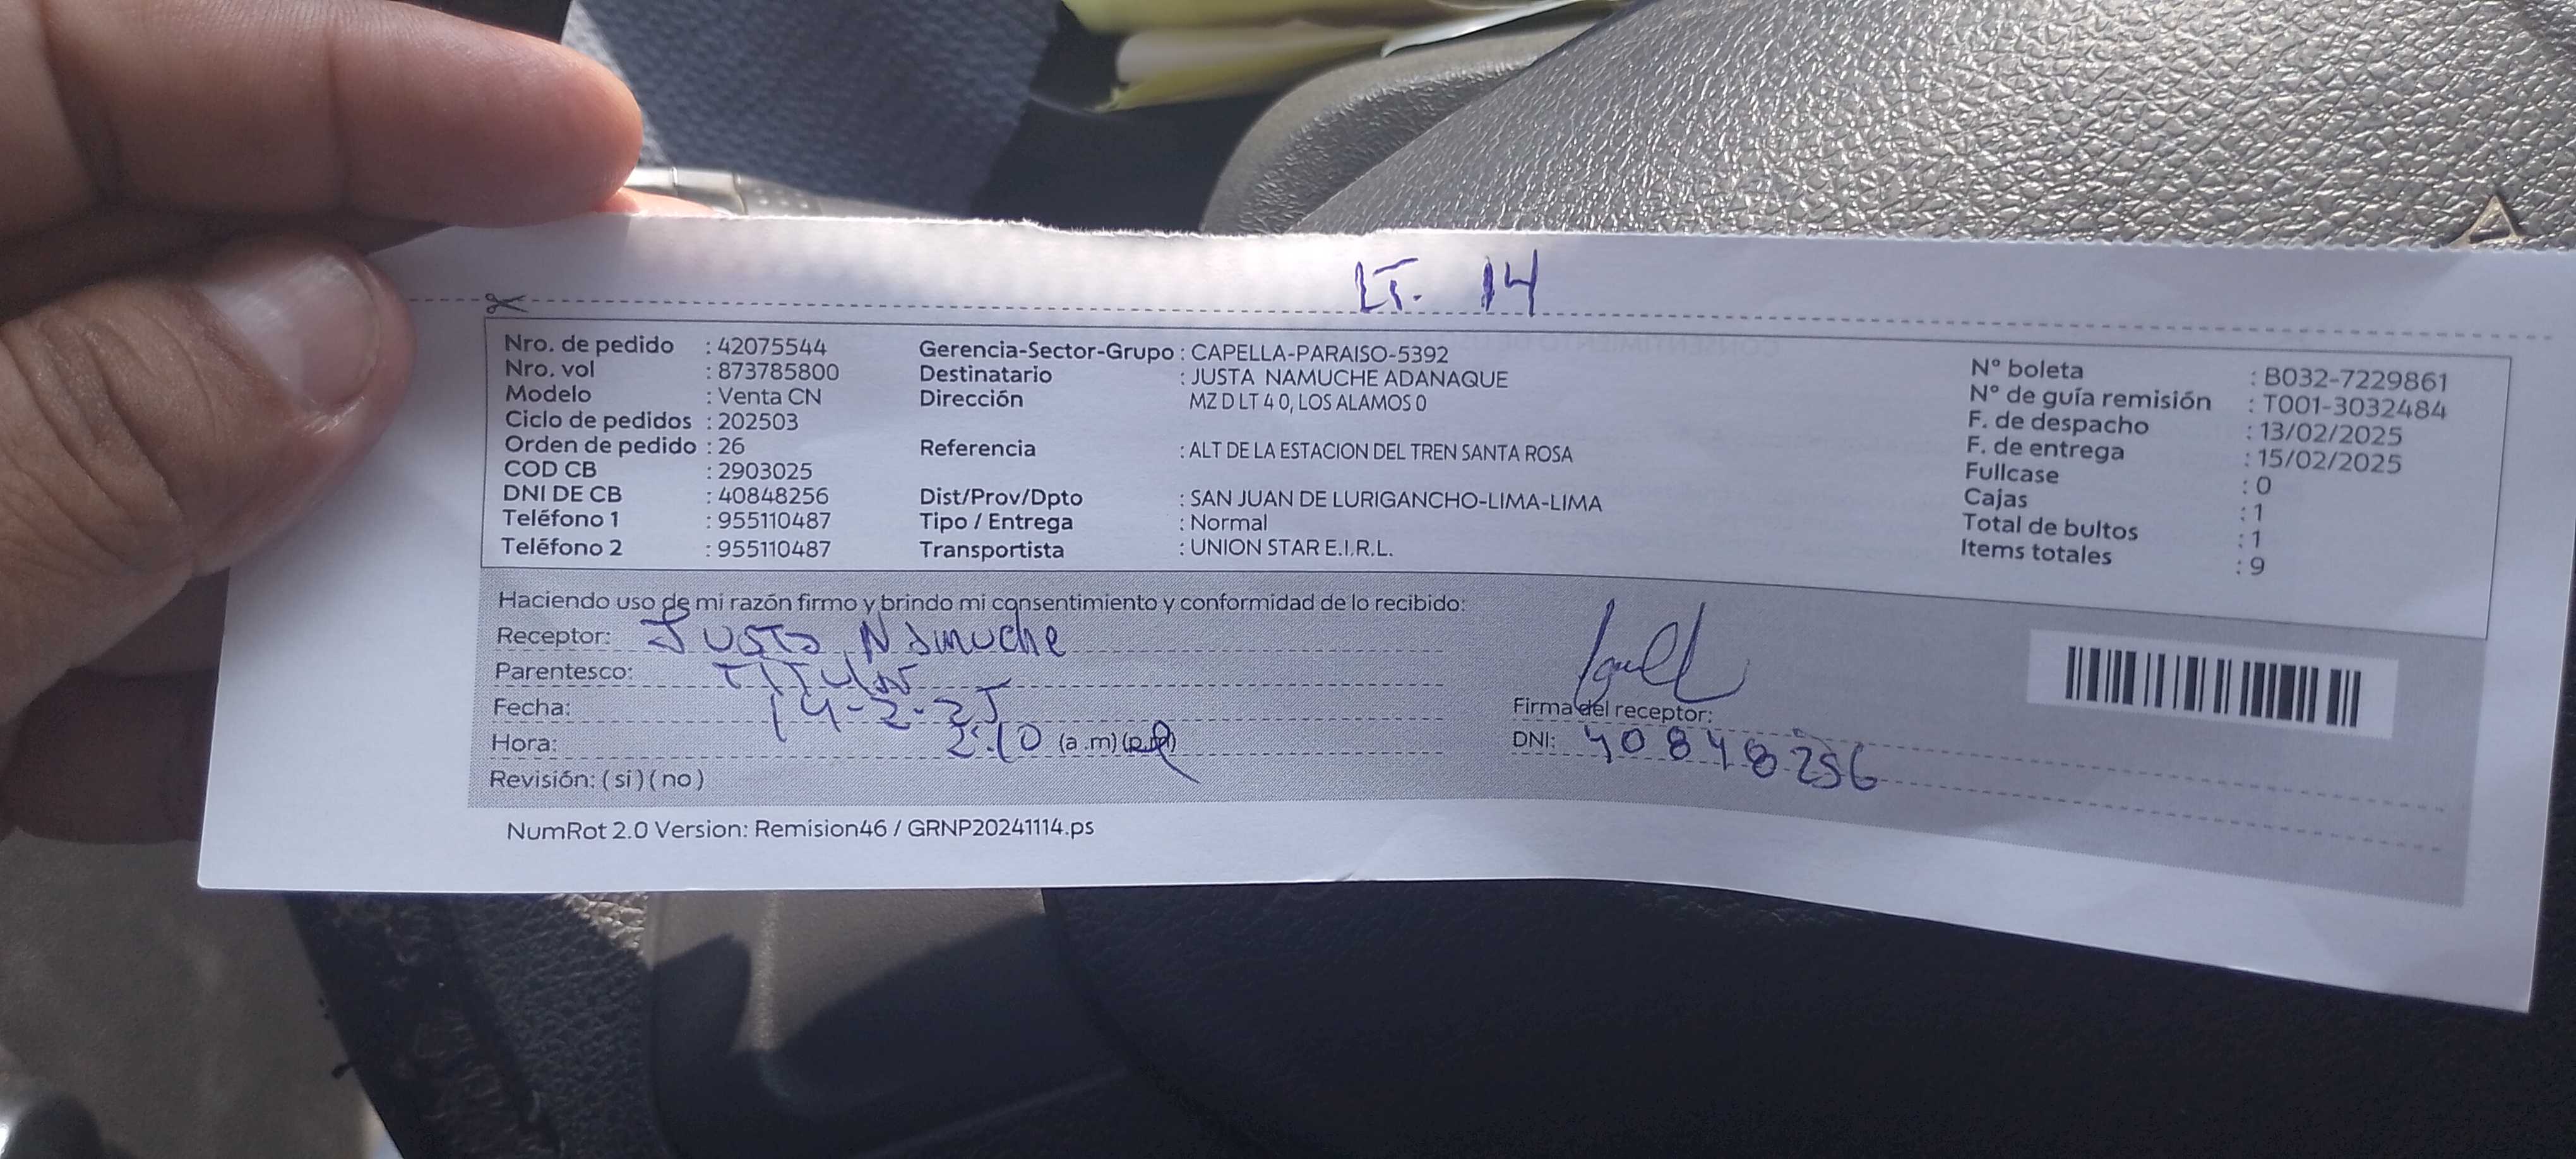 LT. 14
Nro. de pedido : 42075544
Nro. vol : 873785800
Modelo : Venta CN
Ciclo de pedidos : 202503
Orden de pedido : 26
COD CB : 2903025
DNI DE CB : 40848256
Teléfono 1 : 955110487
Teléfono 2 : 955110487
Gerencia-Sector-Grupo : CAPELLA-PARAISO-5392
Destinatario : JUSTA NAMUCHE ADANAQUE
Dirección MZ D LT 4 0, LOS ALAMOS 0
Referencia : ALT DE LA ESTACION DEL TREN SANTA ROSA
Dist/Prov/Dpto : SAN JUAN DE LURIGANCHO-LIMA-LIMA
Tipo / Entrega : Normal
Transportista : UNION STAR E.I.R.L.
N° boleta : B032-7229861
N° de guía remisión : T001-3032484
F. de despacho : 13/02/2025
F. de entrega : 15/02/2025
Fullcase : 0
Cajas : 1
Total de bultos : 1
Items totales : 9
Haciendo uso de mi razón firmo y brindo mi consentimiento y conformidad de lo recibido:
Receptor: Justa Namuche
Parentesco: Titular
Fecha: 14-2-25
Hora: 2:10 (a.m)(p.m)
Revisión: ( si ) ( no )
Firma del receptor:
DNI: 40848256
NumRot 2.0 Version: Remision46 / GRNP20241114.ps